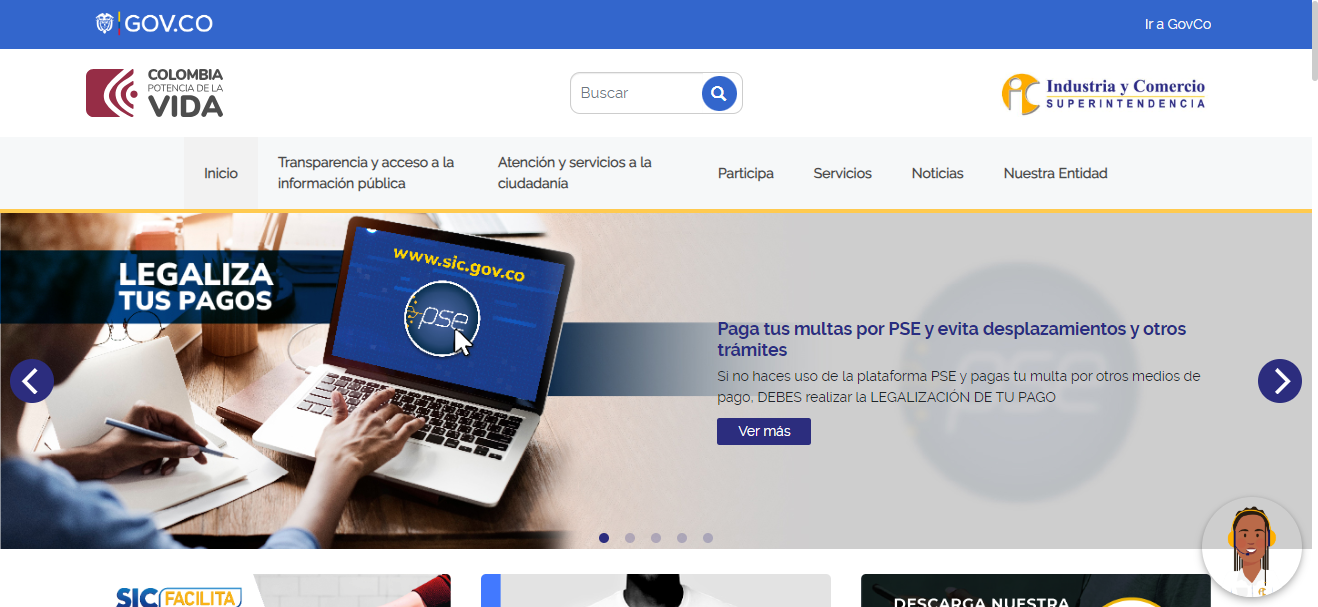 GOV.CO
Ir a GovCo
COLOMBIA
POTENCIA DE LA
VIDA
Buscar
Industria y Comercio
SUPERINTENDENCIA
Inicio
Transparencia y acceso a la
información pública
Atención y servicios a la
ciudadanía
Participa
Servicios
Noticias
Nuestra Entidad
LEGALIZA
TUS PAGOS
www.sic.gov.co
pse
pse
Paga tus multas por PSE y evita desplazamientos y otros
trámites
Si no haces uso de la plataforma PSE y pagas tu multa por otros medios de
pago, DEBES realizar la LEGALIZACIÓN DE TU PAGO
Ver más
SIC FACILITA
DESCARGA NUESTRA